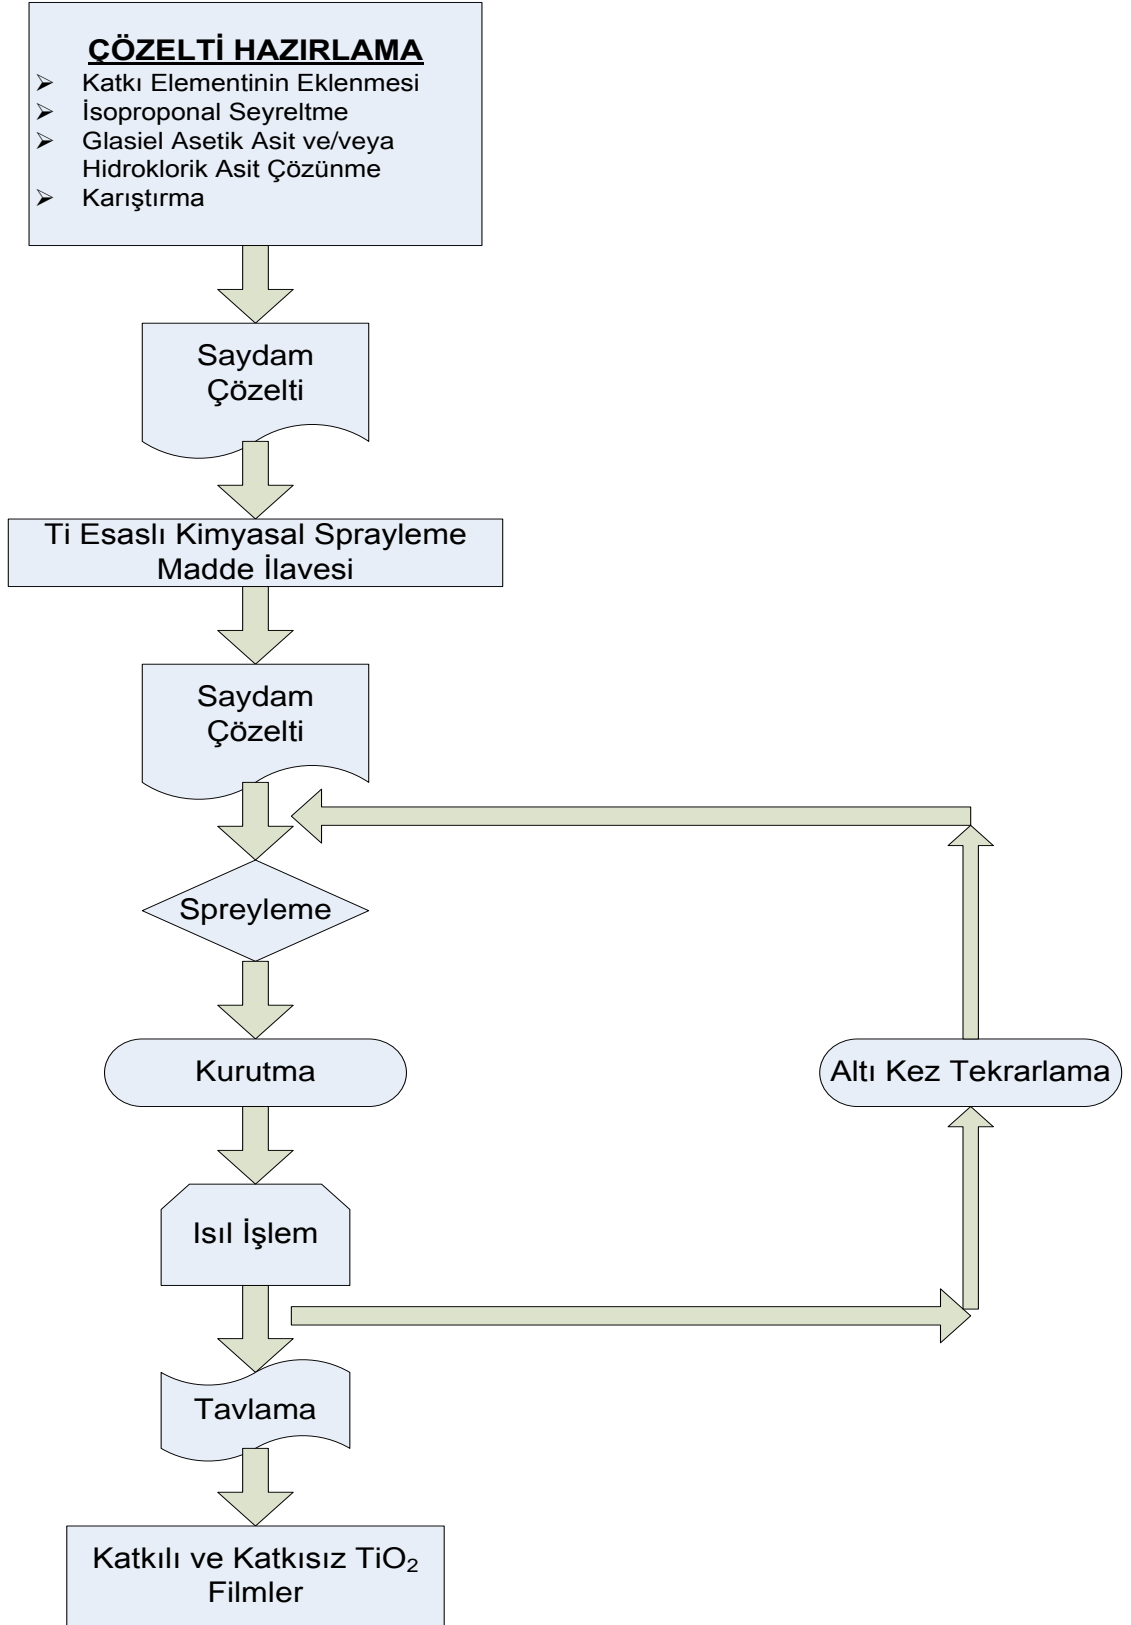 ÇÖZELTİ HAZIRLAMA
➢ Katkı Elementinin Eklenmesi
➢ İsoproponal Seyreltme
➢ Glasiel Asetik Asit ve/veya
Hidroklorik Asit Çözünme
➢ Karıştırma
Saydam
Çözelti
Ti Esaslı Kimyasal Sprayleme
Madde İlavesi
Saydam
Çözelti
Spreyleme
Kurutma
Altı Kez Tekrarlama
Isıl İşlem
Tavlama
Katkılı ve Katkısız TiO₂
Filmler